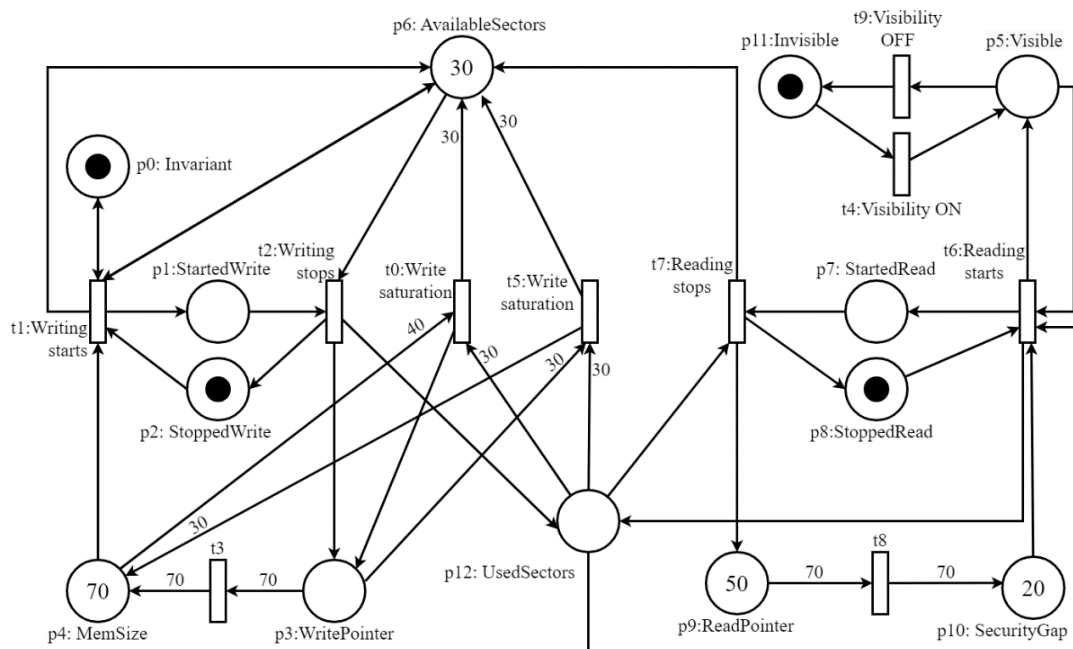 p6: AvailableSectors
30
t9:Visibility
OFF
p11:Invisible
p5:Visible
t4:Visibility ON
30
30
p0: Invariant
t2:Writing
stops
p1:StartedWrite
t0:Write
saturation
t5:Write
saturation
t7:Reading
stops
p7: StartedRead
t6:Reading
starts
t1:Writing
starts
40
30
30
30
p2: StoppedWrite
p8:StoppedRead
30
t3
t8
p12: UsedSectors
70
70
70
50
70
70
20
p4: MemSize
p3:WritePointer
p9:ReadPointer
p10: SecurityGap